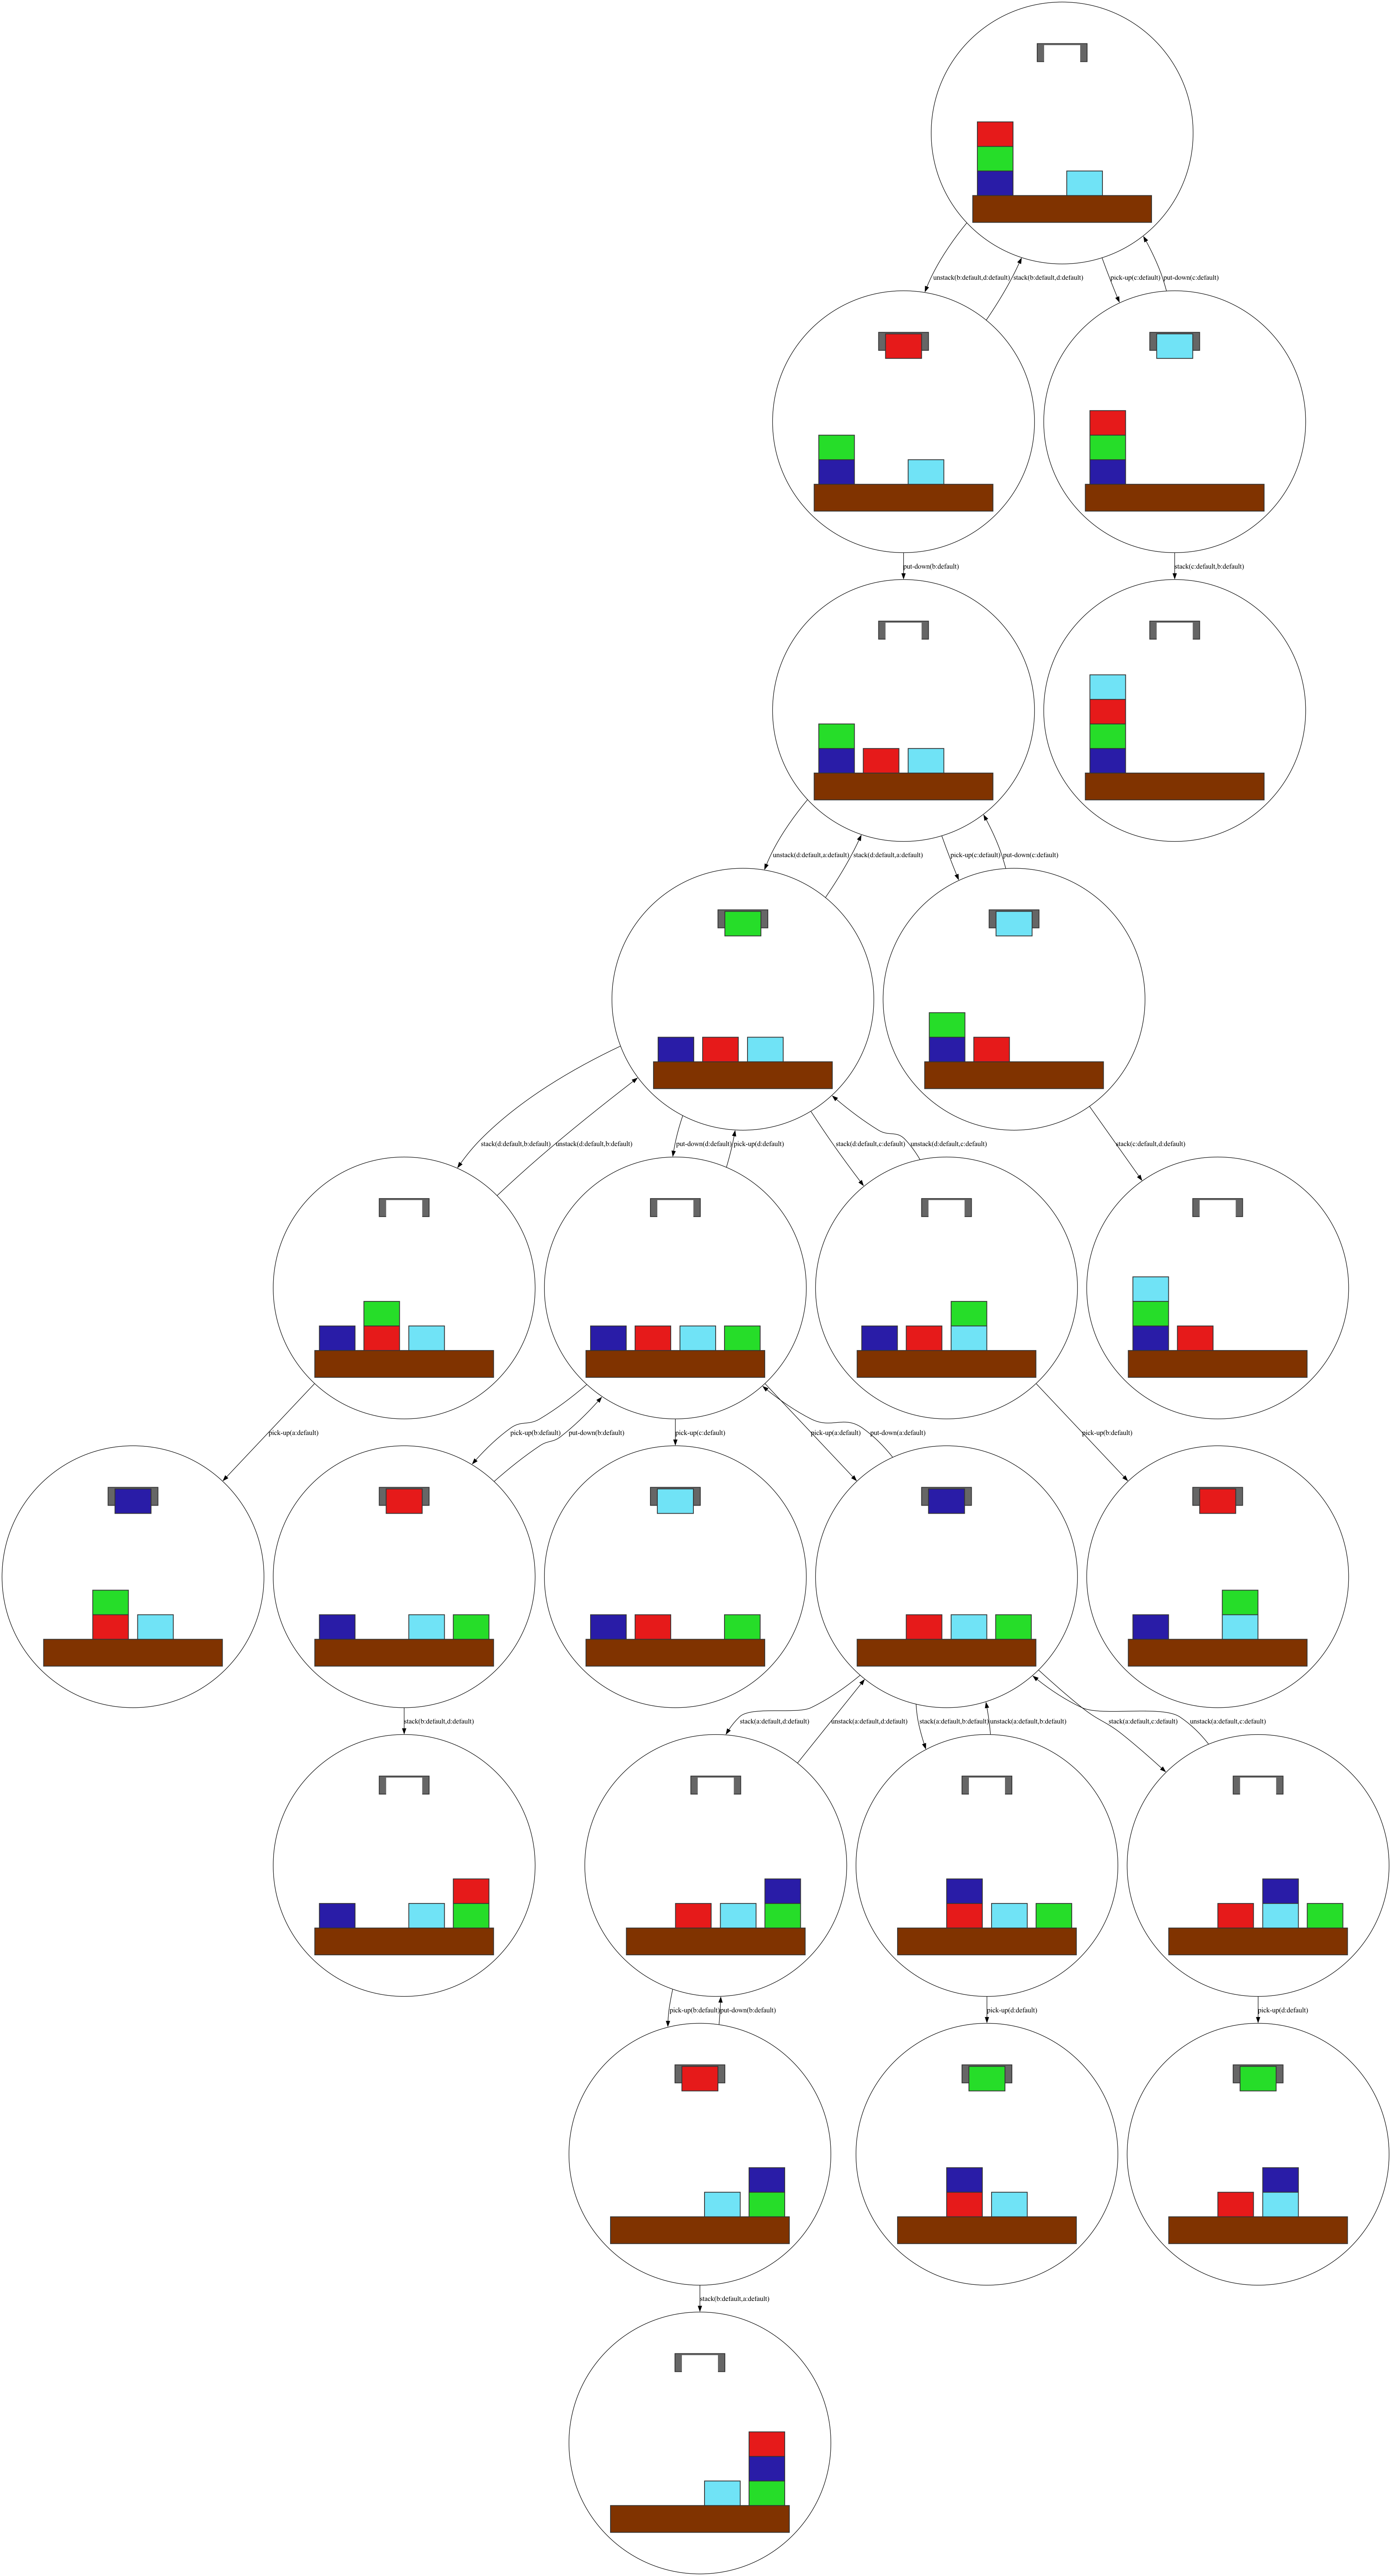 unstack(b:default,d:default)
stack(b:default,d:default)
pick-up(c:default)
put-down(c:default)
put-down(b:default)
stack(c:default,b:default)
unstack(d:default,a:default)
stack(d:default,a:default)
pick-up(c:default)
put-down(c:default)
stack(d:default,b:default)
unstack(d:default,b:default)
put-down(d:default)
pick-up(d:default)
stack(d:default,c:default)
unstack(d:default,c:default)
stack(c:default,d:default)
pick-up(a:default)
pick-up(b:default)
put-down(b:default)
pick-up(c:default)
pick-up(a:default)
put-down(a:default)
pick-up(b:default)
stack(b:default,d:default)
stack(a:default,d:default)
unstack(a:default,d:default)
stack(a:default,b:default)
unstack(a:default,b:default)
stack(a:default,c:default)
unstack(a:default,c:default)
pick-up(b:default)
put-down(b:default)
pick-up(d:default)
pick-up(d:default)
stack(b:default,a:default)